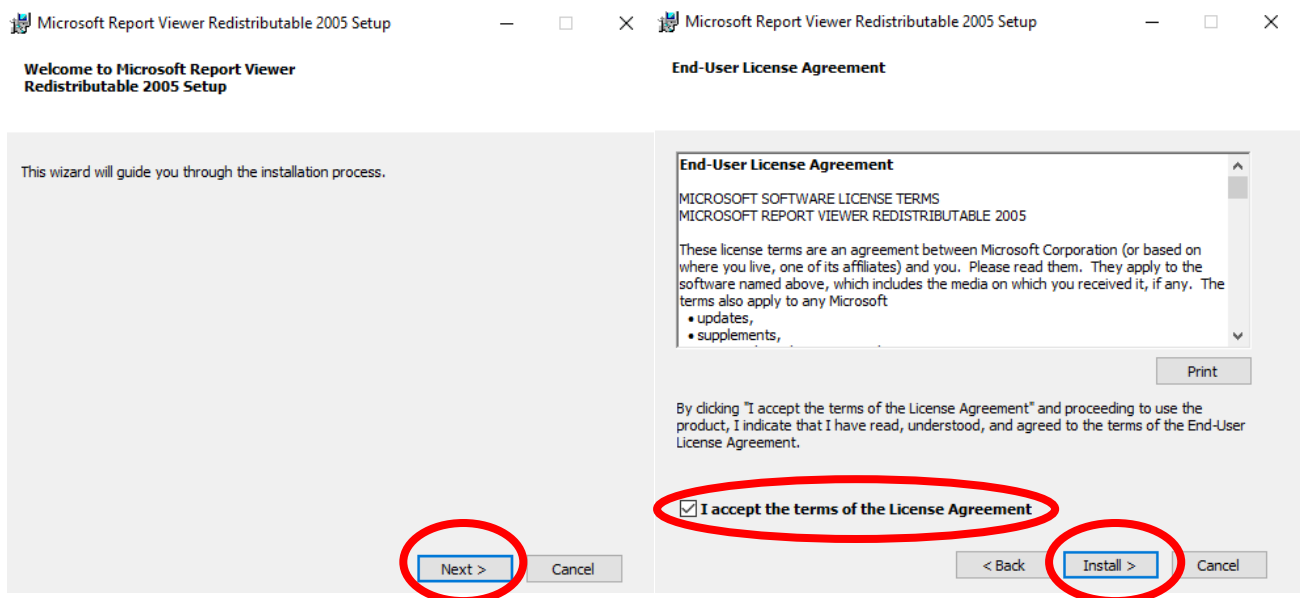 Microsoft Report Viewer Redistributable 2005 Setup
Welcome to Microsoft Report Viewer
Redistributable 2005 Setup
This wizard will guide you through the installation process.
Next >
Cancel
Microsoft Report Viewer Redistributable 2005 Setup
End-User License Agreement
End-User License Agreement
MICROSOFT SOFTWARE LICENSE TERMS
MICROSOFT REPORT VIEWER REDISTRIBUTABLE 2005
These license terms are an agreement between Microsoft Corporation (or based on
where you live, one of its affiliates) and you.  Please read them.  They apply to the
software named above, which includes the media on which you received it, if any.  The
terms also apply to any Microsoft
• updates,
• supplements,
Print
By clicking "I accept the terms of the License Agreement" and proceeding to use the
product, I indicate that I have read, understood, and agreed to the terms of the End-User
License Agreement.
I accept the terms of the License Agreement
< Back
Install >
Cancel